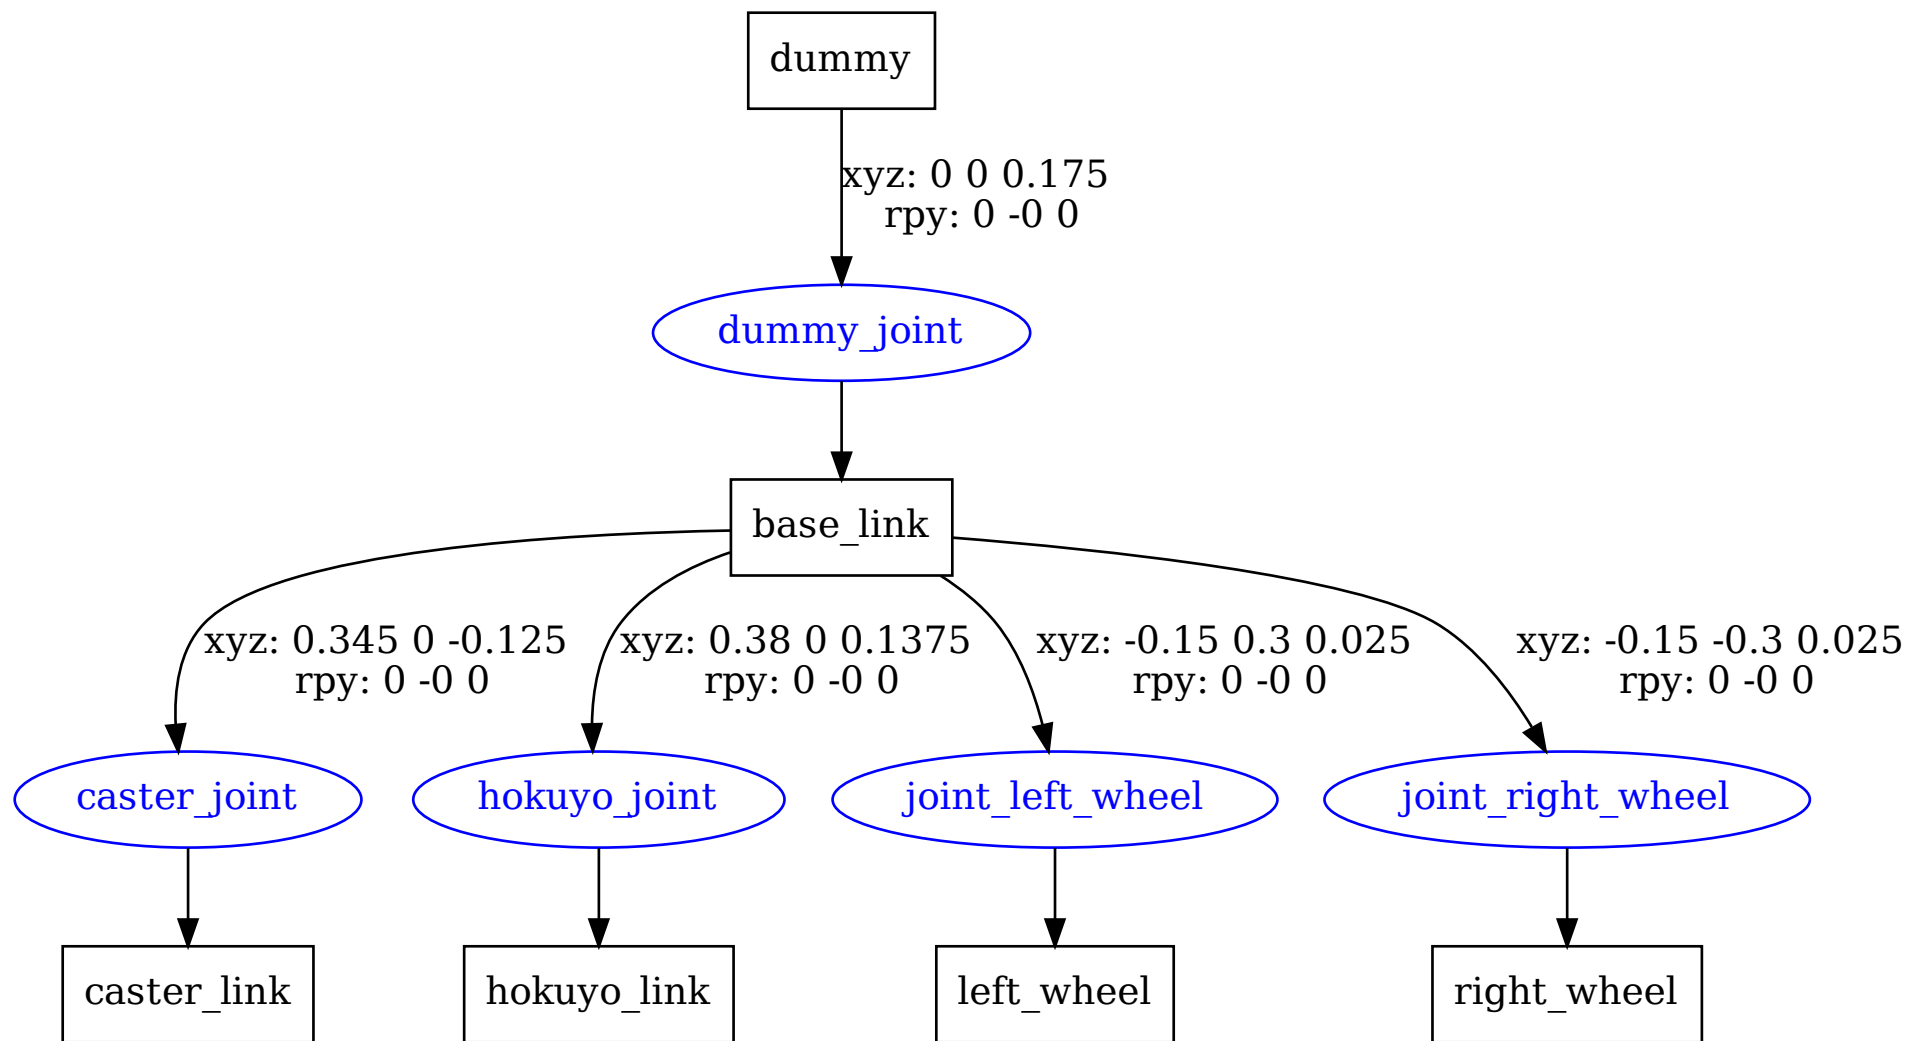 dummy
xyz: 0 0 0.175
rpy: 0 -0 0
dummy_joint
base_link
xyz: 0.345 0 -0.125
rpy: 0 -0 0
xyz: 0.38 0 0.1375
rpy: 0 -0 0
xyz: -0.15 0.3 0.025
rpy: 0 -0 0
xyz: -0.15 -0.3 0.025
rpy: 0 -0 0
caster_joint
hokuyo_joint
joint_left_wheel
joint_right_wheel
caster_link
hokuyo_link
left_wheel
right_wheel